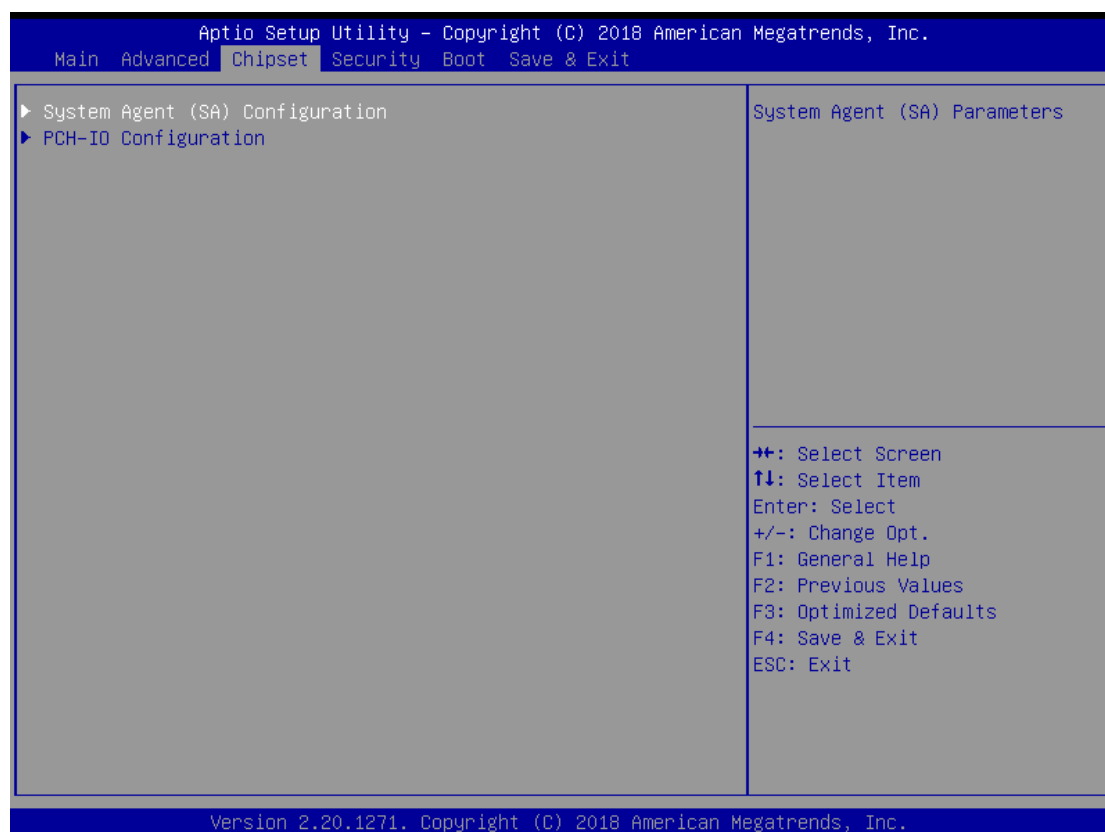 Aptio Setup Utility – Copyright (C) 2018 American Megatrends, Inc.
Main Advanced Chipset Security Boot Save & Exit
▶ System Agent (SA) Configuration
▶ PCH-IO Configuration
System Agent (SA) Parameters
→←: Select Screen
↑↓: Select Item
Enter: Select
+/-: Change Opt.
F1: General Help
F2: Previous Values
F3: Optimized Defaults
F4: Save & Exit
ESC: Exit
Version 2.20.1271. Copyright (C) 2018 American Megatrends, Inc.